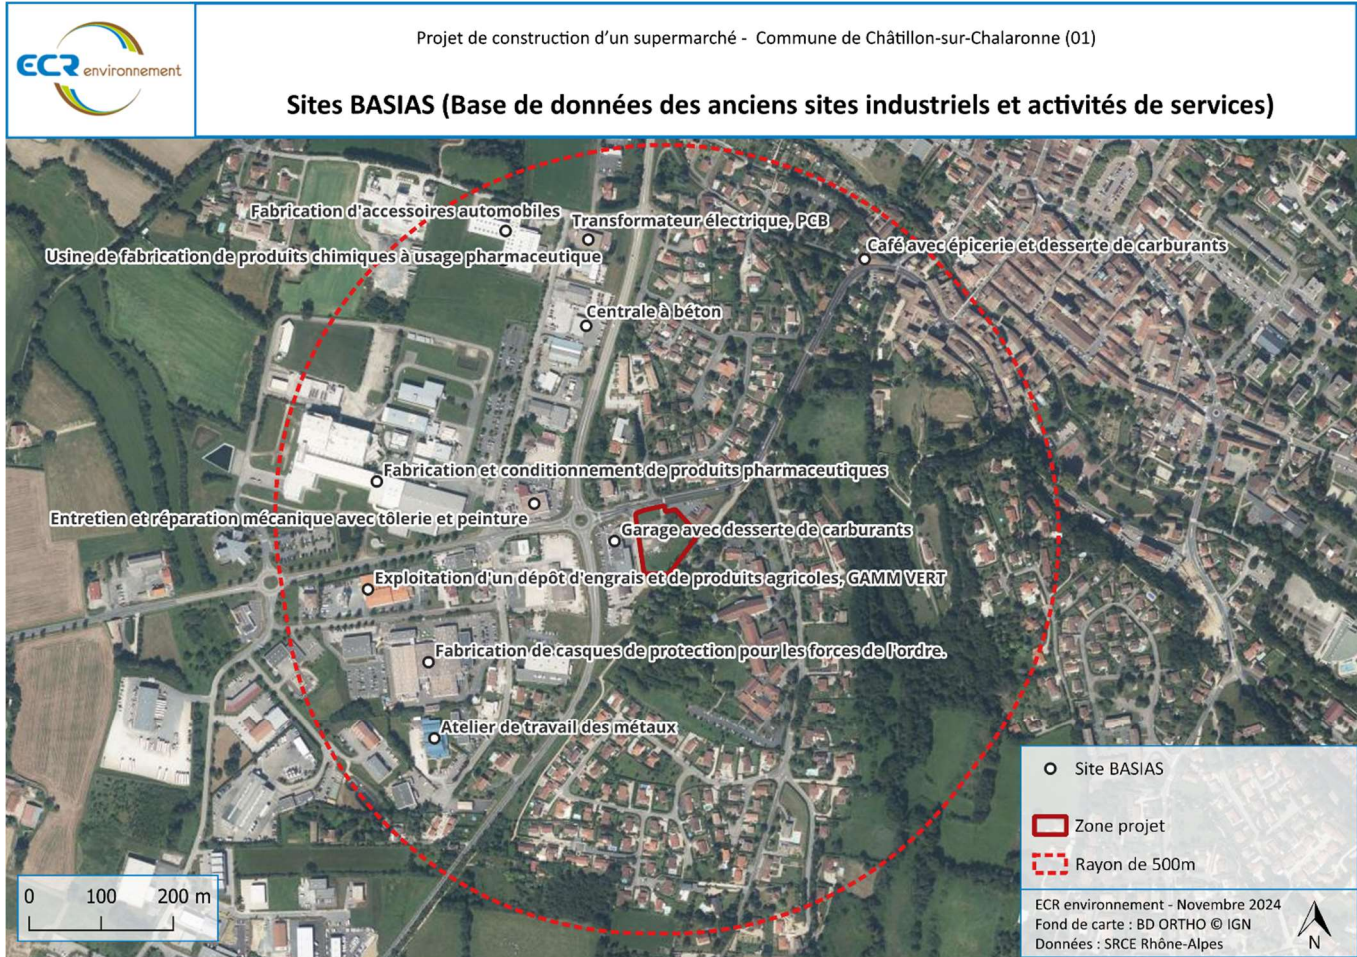 ECR environnement
Projet de construction d'un supermarché - Commune de Châtillon-sur-Chalaronne (01)
Sites BASIAS (Base de données des anciens sites industriels et activités de services)
Fabrication d'accessoires automobiles
Transformateur électrique, PCB
Café avec épicerie et desserte de carburants
Usine de fabrication de produits chimiques à usage pharmaceutique
Centrale à béton
Fabrication et conditionnement de produits pharmaceutiques
Entretien et réparation mécanique avec tôlerie et peinture
Garage avec desserte de carburants
Exploitation d'un dépôt d'engrais et de produits agricoles, GAMM VERT
Fabrication de casques de protection pour les forces de l'ordre.
Atelier de travail des métaux
Site BASIAS
Zone projet
Rayon de 500m
0 100 200 m
ECR environnement - Novembre 2024
Fond de carte : BD ORTHO © IGN
Données : SRCE Rhône-Alpes
N